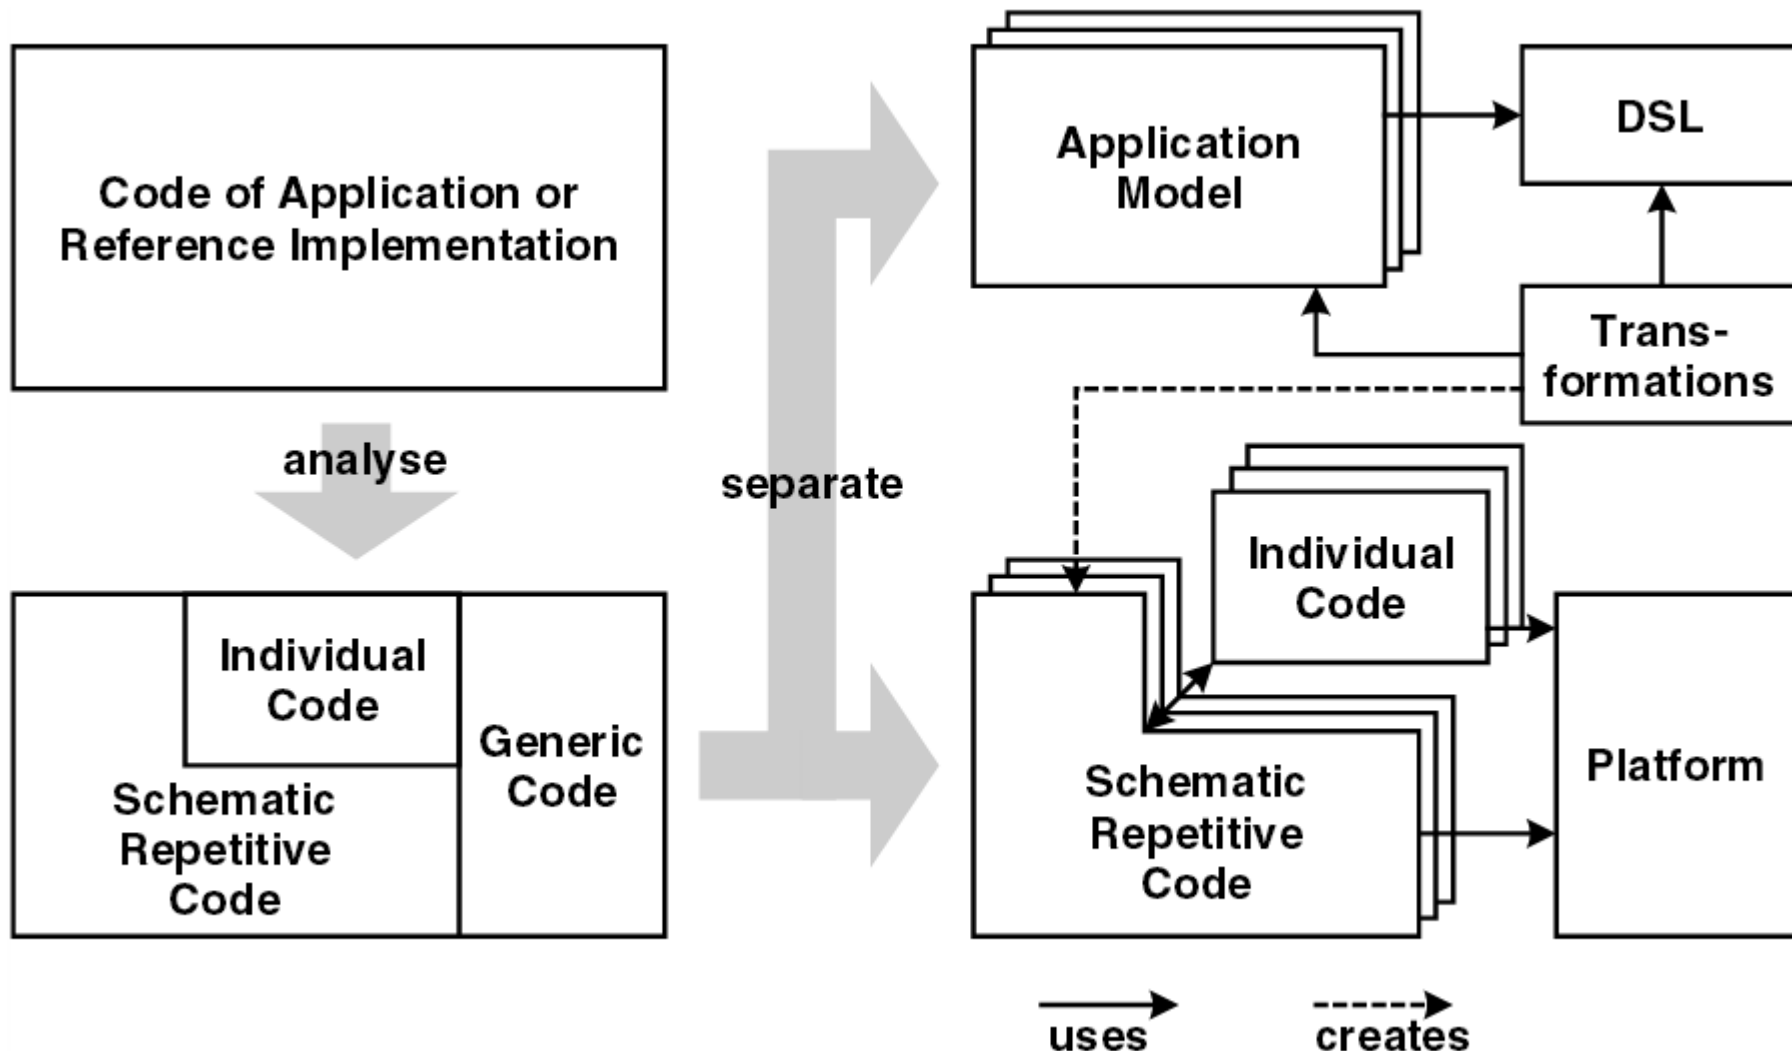 Code of Application or
Reference Implementation
analyse
Individual
Code
Generic
Code
Schematic
Repetitive
Code
separate
Application
Model
DSL
Trans-
formations
Individual
Code
Schematic
Repetitive
Code
Platform
uses
creates